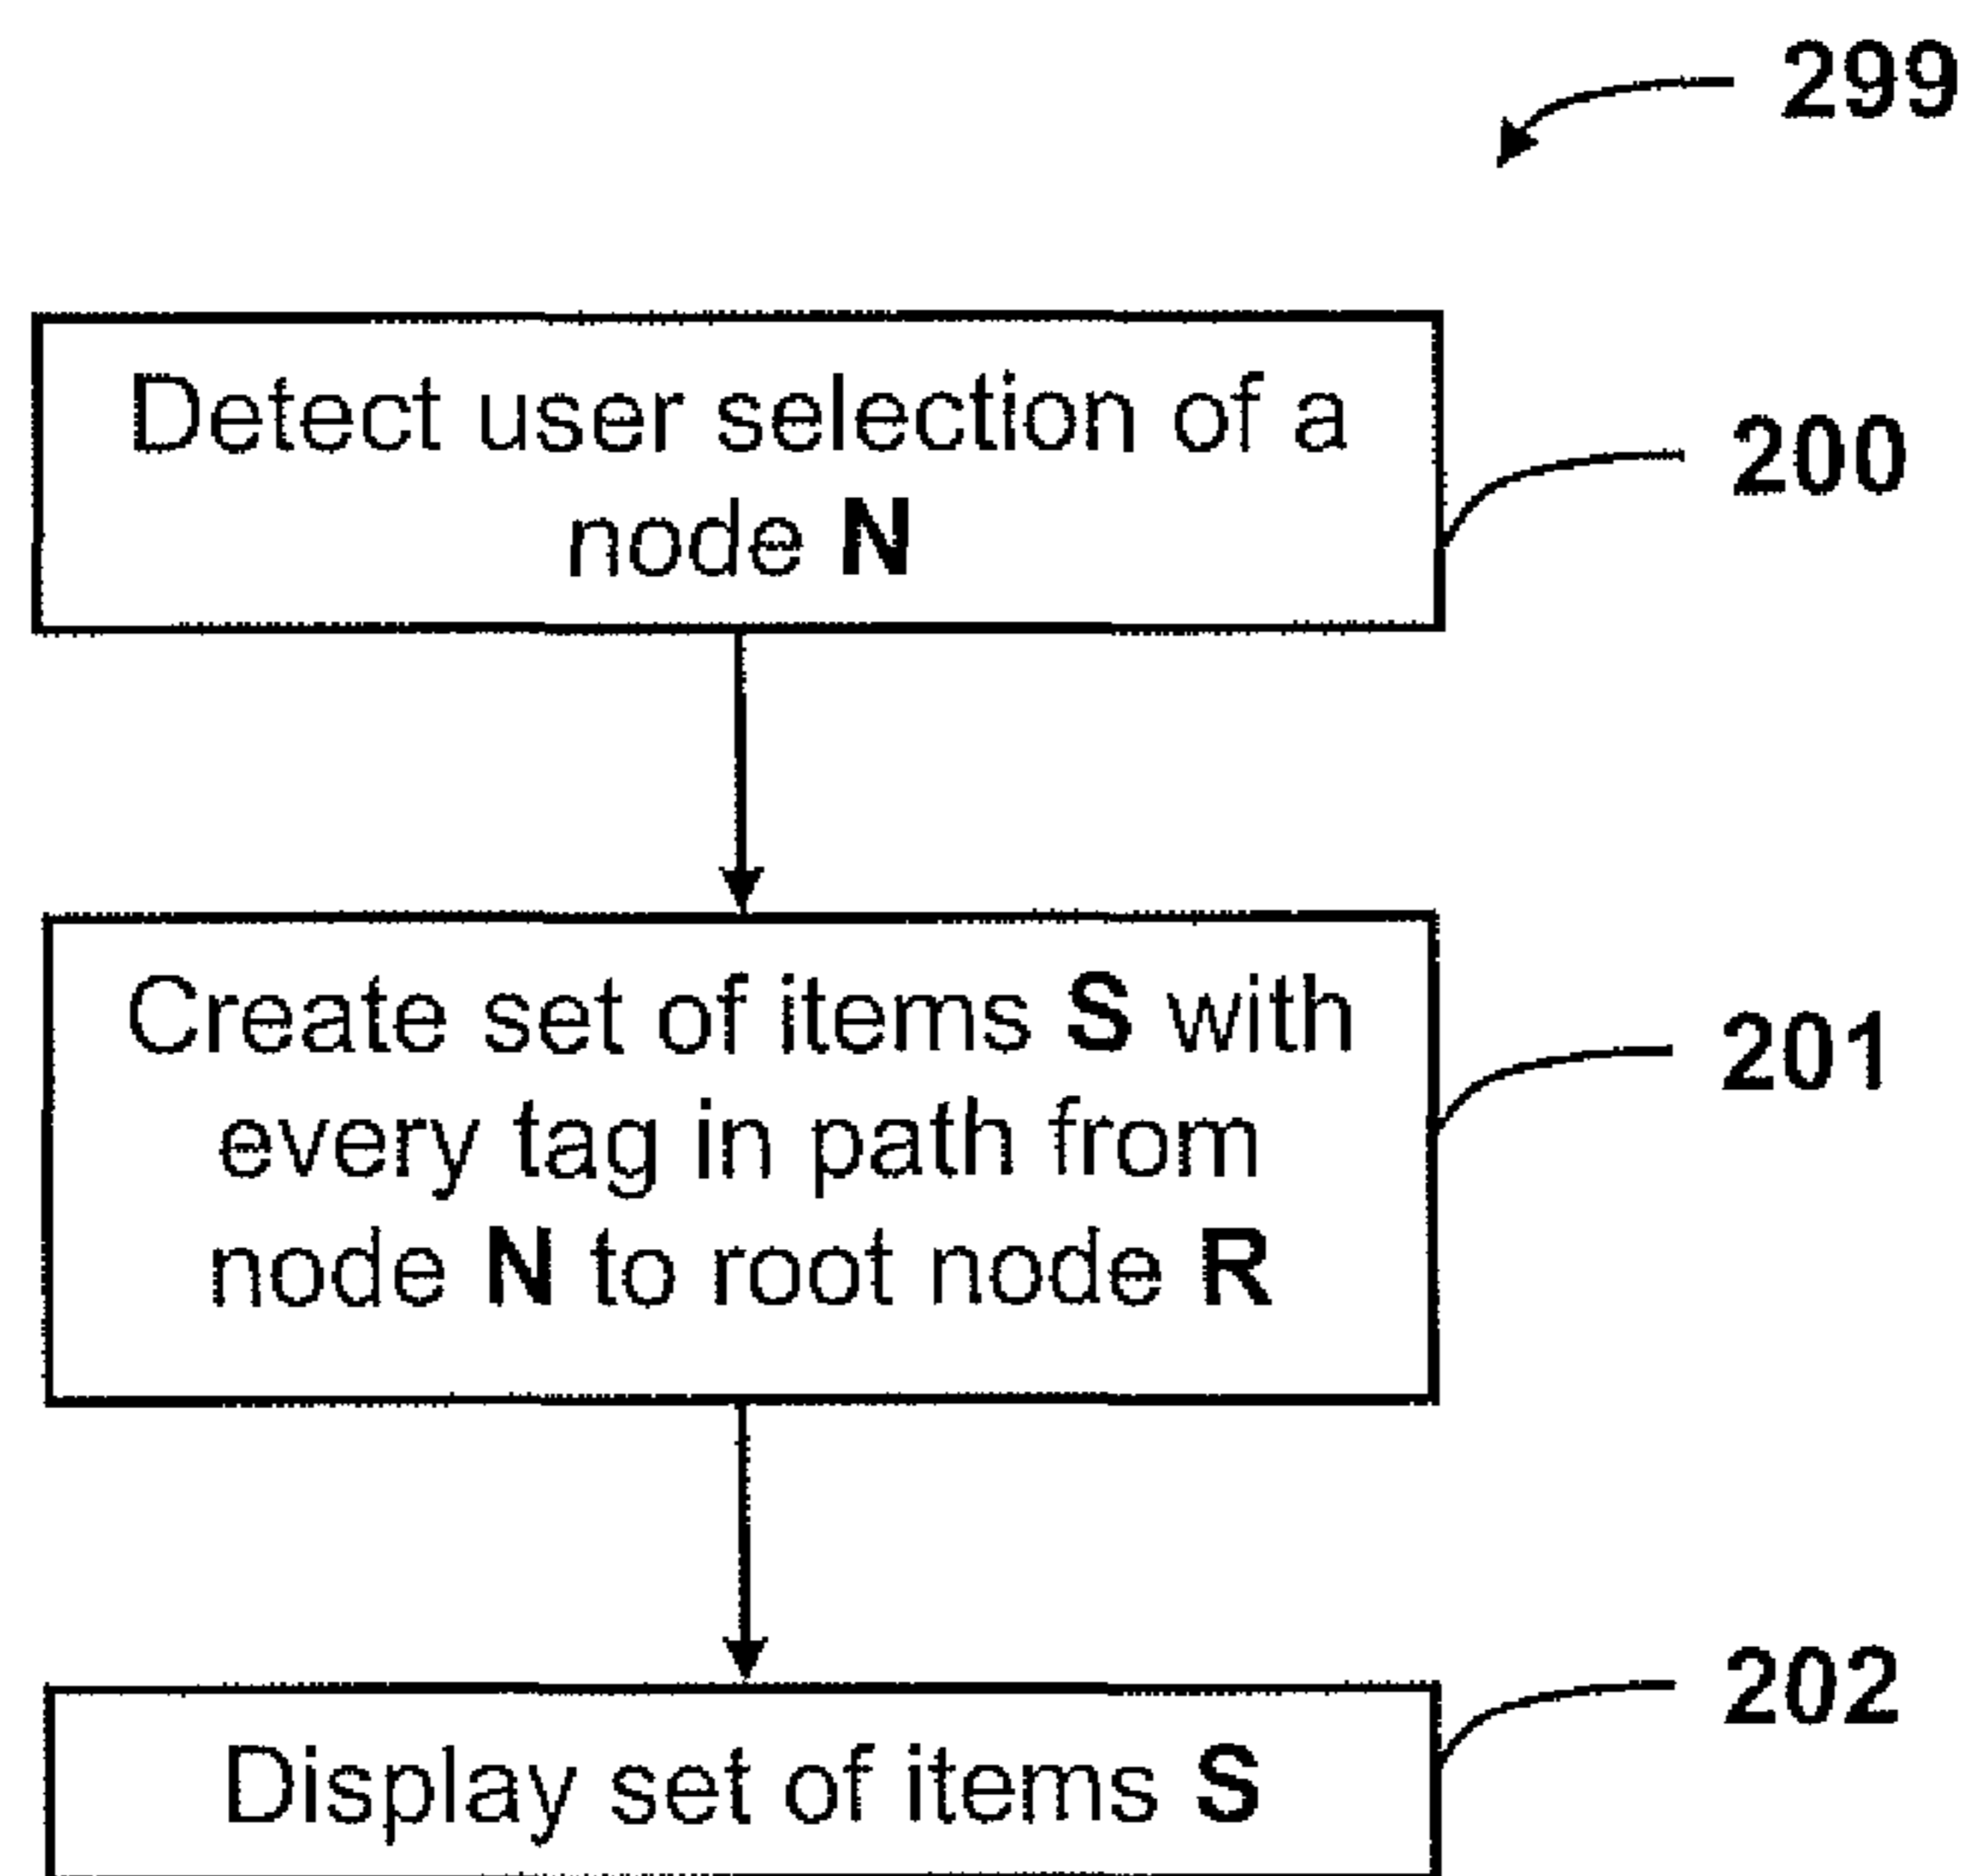 299
Detect user selection of a
node N
200
Create set of items S with
every tag in path from
node N to root node R
201
Display set of items S
202